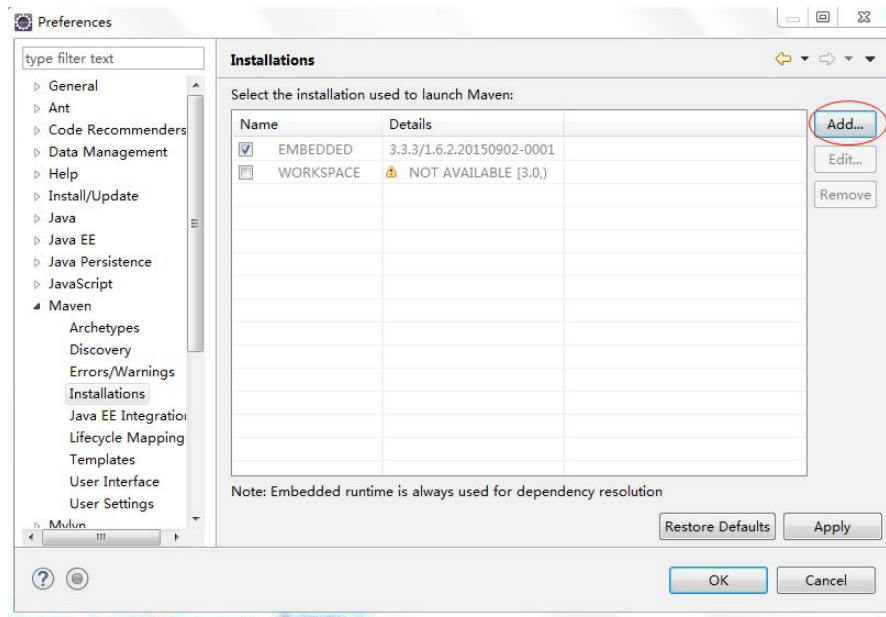 Preferences
type filter text
Installations
General
Ant
Code Recommenders
Data Management
Help
Install/Update
Java
Java EE
Java Persistence
JavaScript
Maven
Archetypes
Discovery
Errors/Warnings
Installations
Java EE Integration
Lifecycle Mapping
Templates
User Interface
User Settings
Mylyn
Select the installation used to launch Maven:
Name Details
EMBEDDED 3.3.3/1.6.2.20150902-0001
WORKSPACE NOT AVAILABLE [3.0,)
Add...
Edit...
Remove
Note: Embedded runtime is always used for dependency resolution
Restore Defaults Apply
OK Cancel